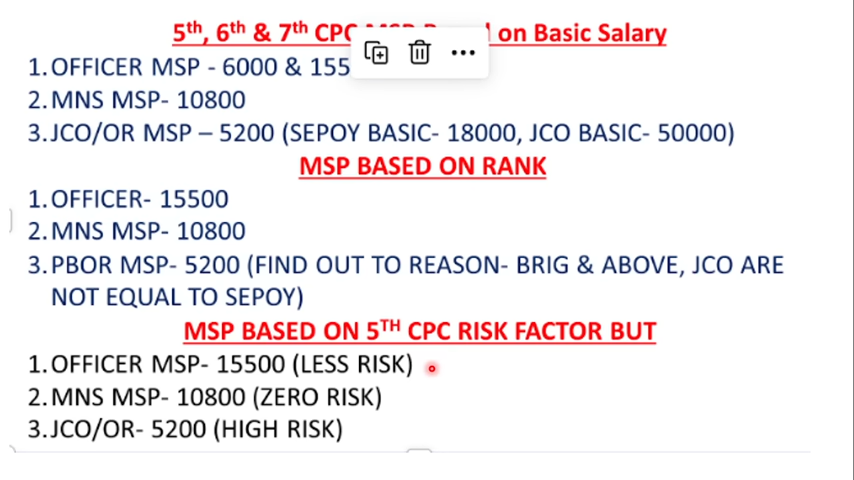 5th, 6th & 7th CPC on Basic Salary
1.OFFICER MSP - 6000 & 155
2.MNS MSP- 10800
3.JCO/OR MSP – 5200 (SEPOY BASIC- 18000, JCO BASIC- 50000)
MSP BASED ON RANK
1.OFFICER- 15500
2.MNS MSP- 10800
3.PBOR MSP- 5200 (FIND OUT TO REASON- BRIG & ABOVE, JCO ARE
NOT EQUAL TO SEPOY)
MSP BASED ON 5TH CPC RISK FACTOR BUT
1.OFFICER MSP- 15500 (LESS RISK)
2.MNS MSP- 10800 (ZERO RISK)
3.JCO/OR- 5200 (HIGH RISK)